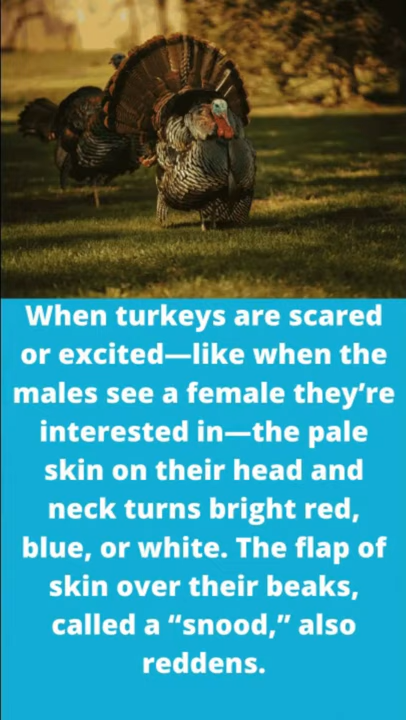 When turkeys are scared
or excited—like when the
males see a female they’re
interested in—the pale
skin on their head and
neck turns bright red,
blue, or white. The flap of
skin over their beaks,
called a “snood,” also
reddens.